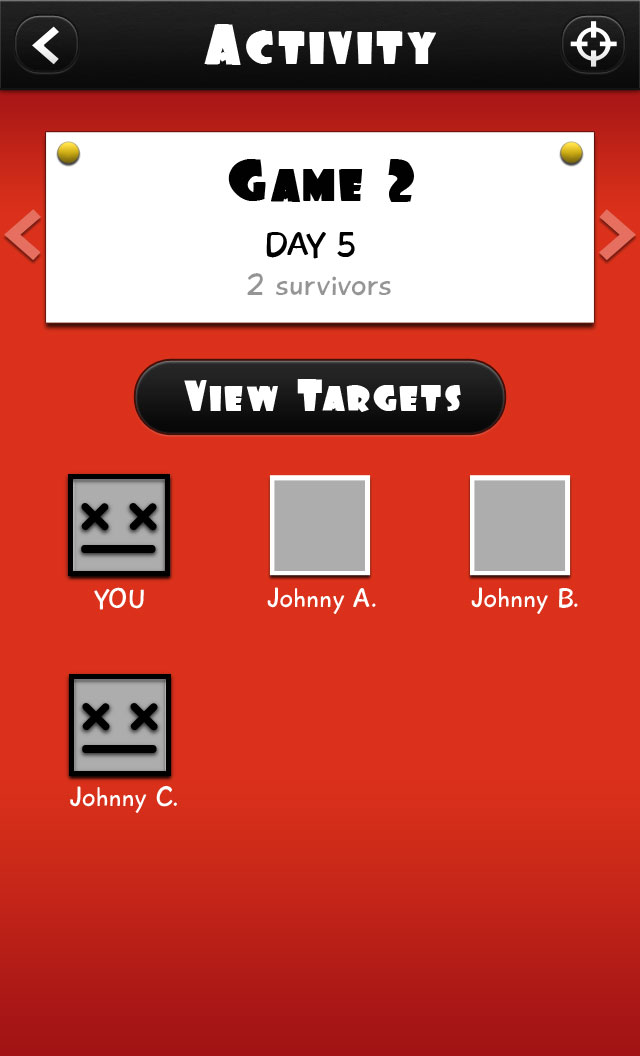 ACTIVITY
GAME 2
DAY 5
2 survivors
VIEW TARGETS
YOU
Johnny A.
Johnny B.
Johnny C.